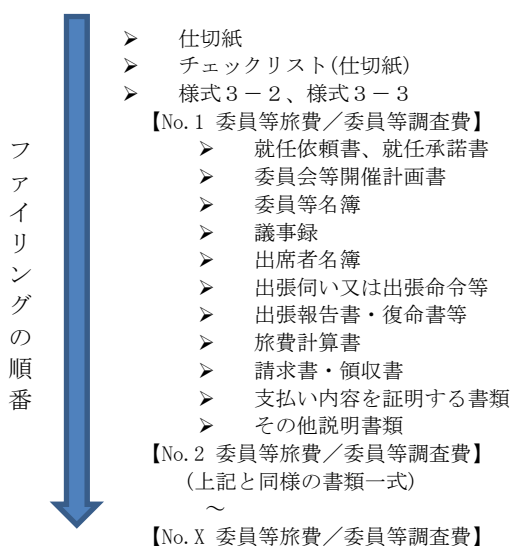 ファイリングの順番
➢ 仕切紙
➢ チェックリスト(仕切紙)
➢ 様式３－２、様式３－３
【No.1 委員等旅費／委員等調査費】
➢ 就任依頼書、就任承諾書
➢ 委員会等開催計画書
➢ 委員等名簿
➢ 議事録
➢ 出席者名簿
➢ 出張伺い又は出張命令等
➢ 出張報告書・復命書等
➢ 旅費計算書
➢ 請求書・領収書
➢ 支払い内容を証明する書類
➢ その他説明書類
【No.2 委員等旅費／委員等調査費】
(上記と同様の書類一式)
～
【No.X 委員等旅費／委員等調査費】